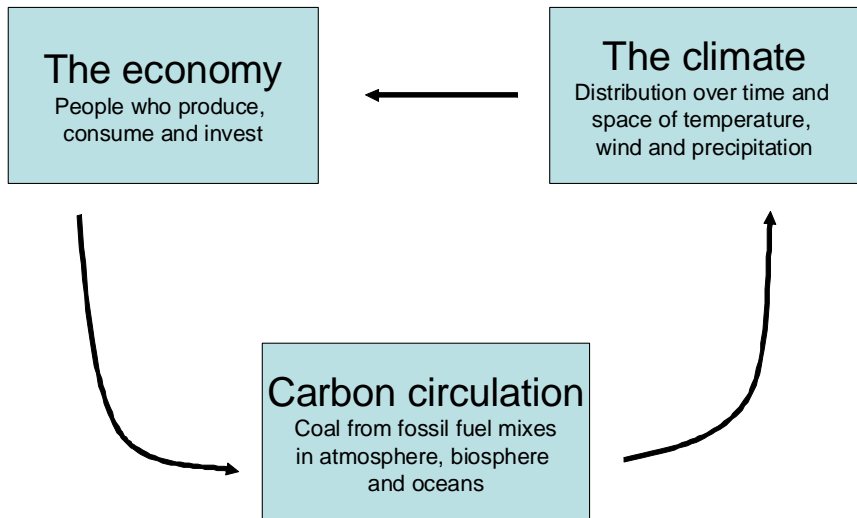 The economy
People who produce,
consume and invest
The climate
Distribution over time and
space of temperature,
wind and precipitation
Carbon circulation
Coal from fossil fuel mixes
in atmosphere, biosphere
and oceans